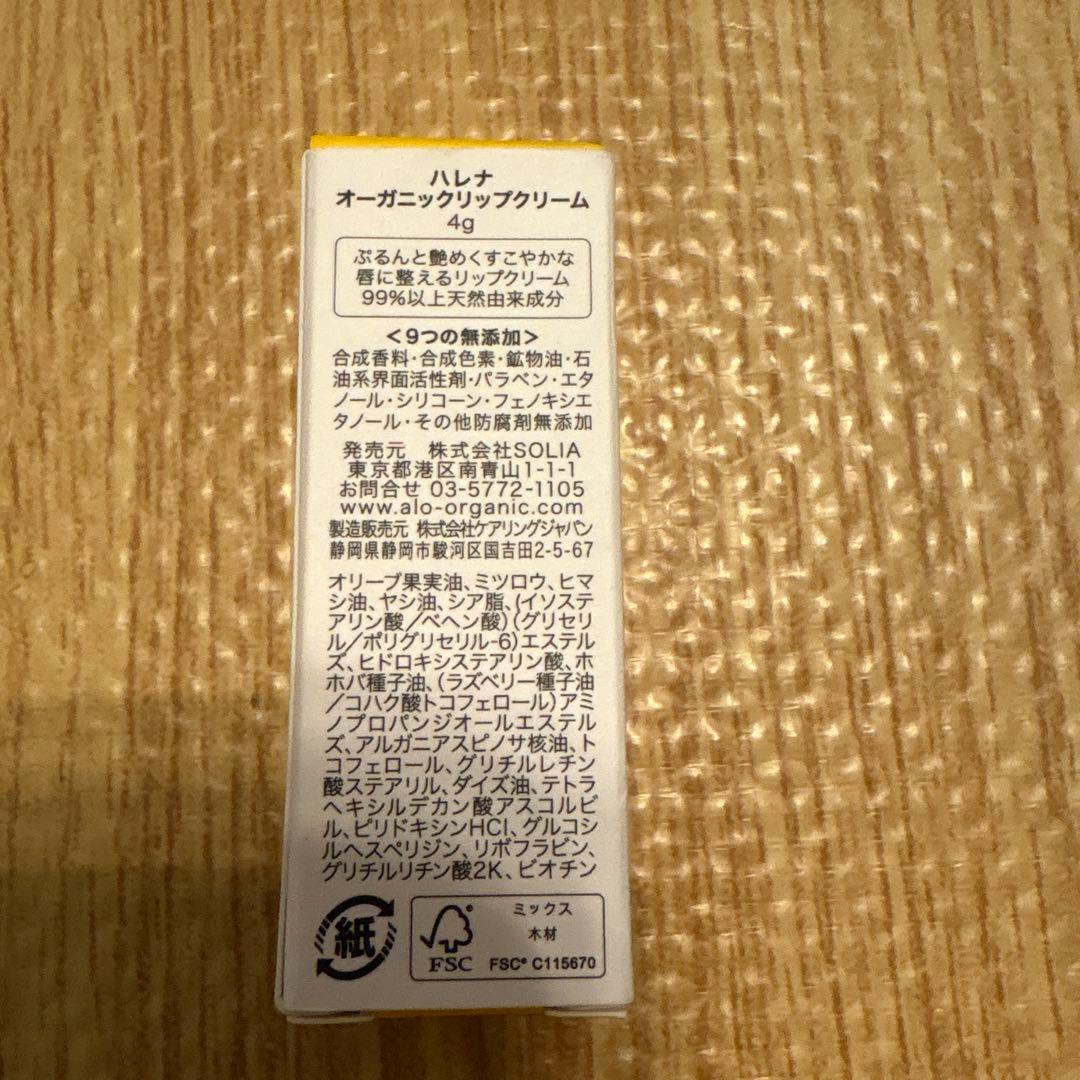 ハレナ
オーガニックリップクリーム
4g
ぷるんと艶めくすこやかな
唇に整えるリップクリーム
99%以上天然由来成分
＜9つの無添加＞
合成香料・合成色素・鉱物油・石
油系界面活性剤・パラベン・エタ
ノール・シリコーン・フェノキシエ
タノール・その他防腐剤無添加
発売元　株式会社SOLIA
東京都港区南青山1-1-1
お問合せ 03-5772-1105
www.alo-organic.com
製造販売元 株式会社ケアリングジャパン
静岡県静岡市駿河区国吉田2-5-67
オリーブ果実油、ミツロウ、ヒマ
シ油、ヤシ油、シア脂、(イソステ
アリン酸／ベヘン酸)(グリセリ
ル／ポリグリセリル-6)エステル
ズ、ヒドロキシステアリン酸、ホ
ホバ種子油、(ラズベリー種子油
／コハク酸トコフェロール)アミ
ノプロパンジオールエステル
ズ、アルガニアスピノサ核油、ト
コフェロール、グリチルレチン
酸ステアリル、ダイズ油、テトラ
ヘキシルデカン酸アスコルビ
ル、ピリドキシンHCl、グルコシ
ルヘスペリジン、リボフラビン、
グリチルリチン酸2K、ビオチン
紙
ミックス
木材
FSC
FSC® C115670